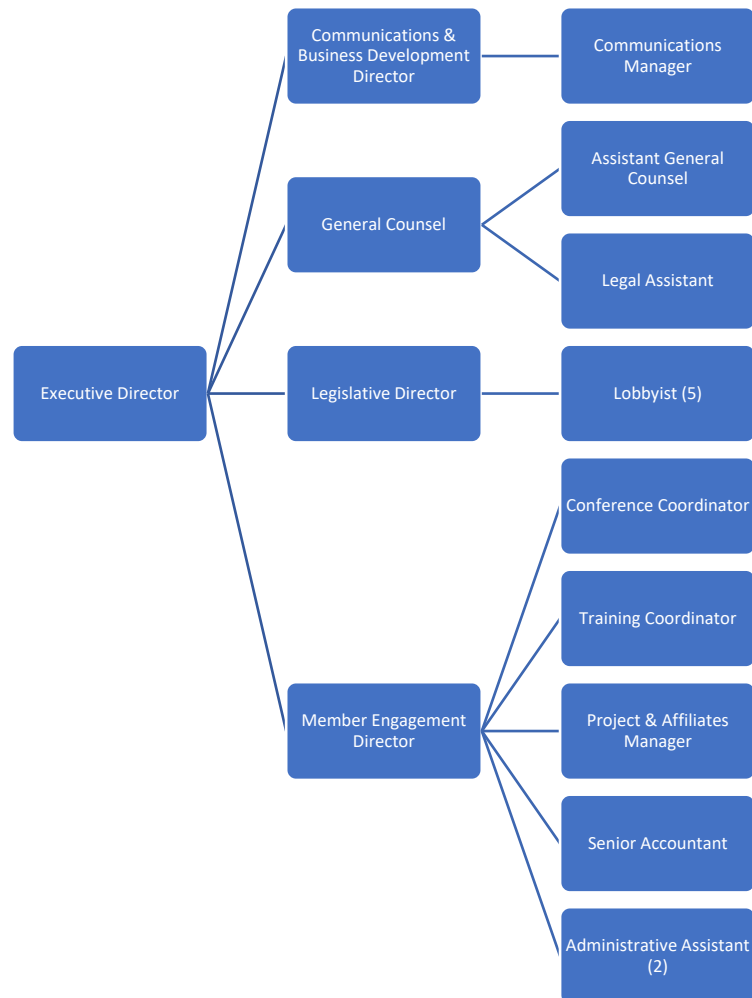 Communications &
Business Development
Director
Communications
Manager
Assistant General
Counsel
General Counsel
Legal Assistant
Executive Director
Legislative Director
Lobbyist (5)
Conference Coordinator
Training Coordinator
Member Engagement
Director
Project & Affiliates
Manager
Senior Accountant
Administrative Assistant
(2)